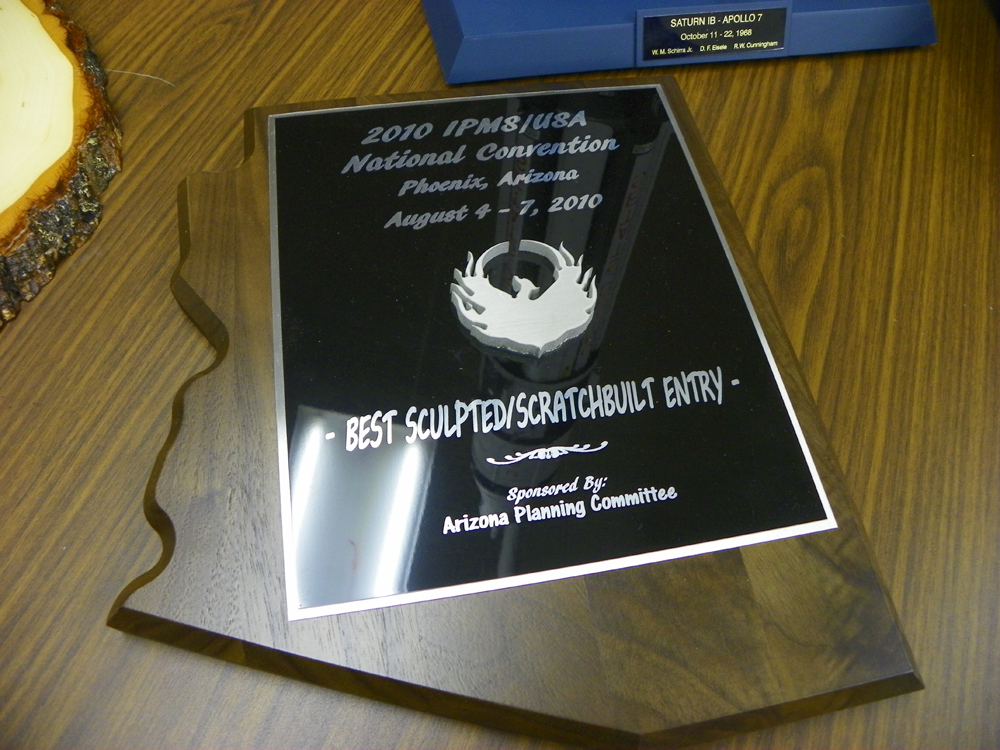 SATURN IB - APOLLO 7
October 11 - 22, 1968
W. M. Schirra Jr. D. F. Eisele R.W. Cunningham
2010 IPMS/USA
National Convention
Phoenix, Arizona
August 4 - 7, 2010
- BEST SCULPTED/SCRATCHBUILT ENTRY -
Sponsored By:
Arizona Planning Committee